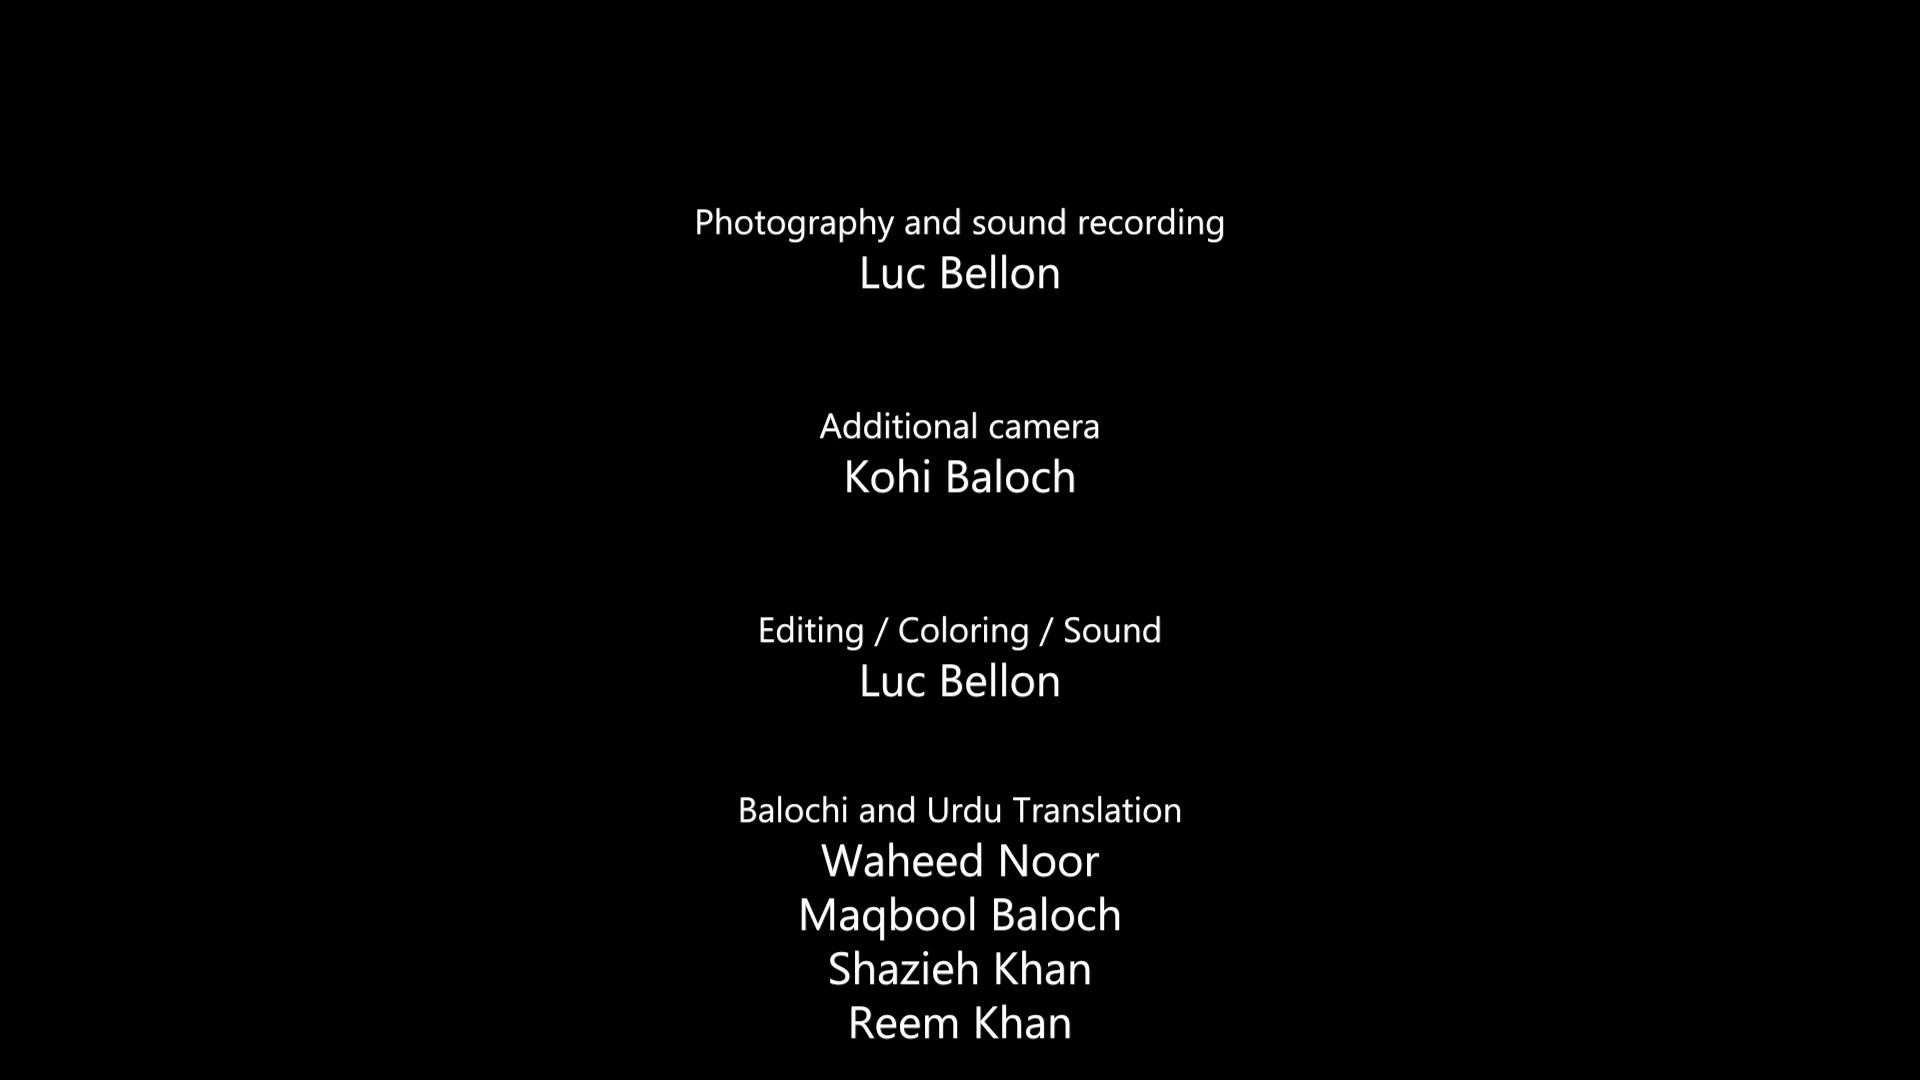 Photography and sound recording
Luc Bellon
Additional camera
Kohi Baloch
Editing / Coloring / Sound
Luc Bellon
Balochi and Urdu Translation
Waheed Noor
Maqbool Baloch
Shazieh Khan
Reem Khan